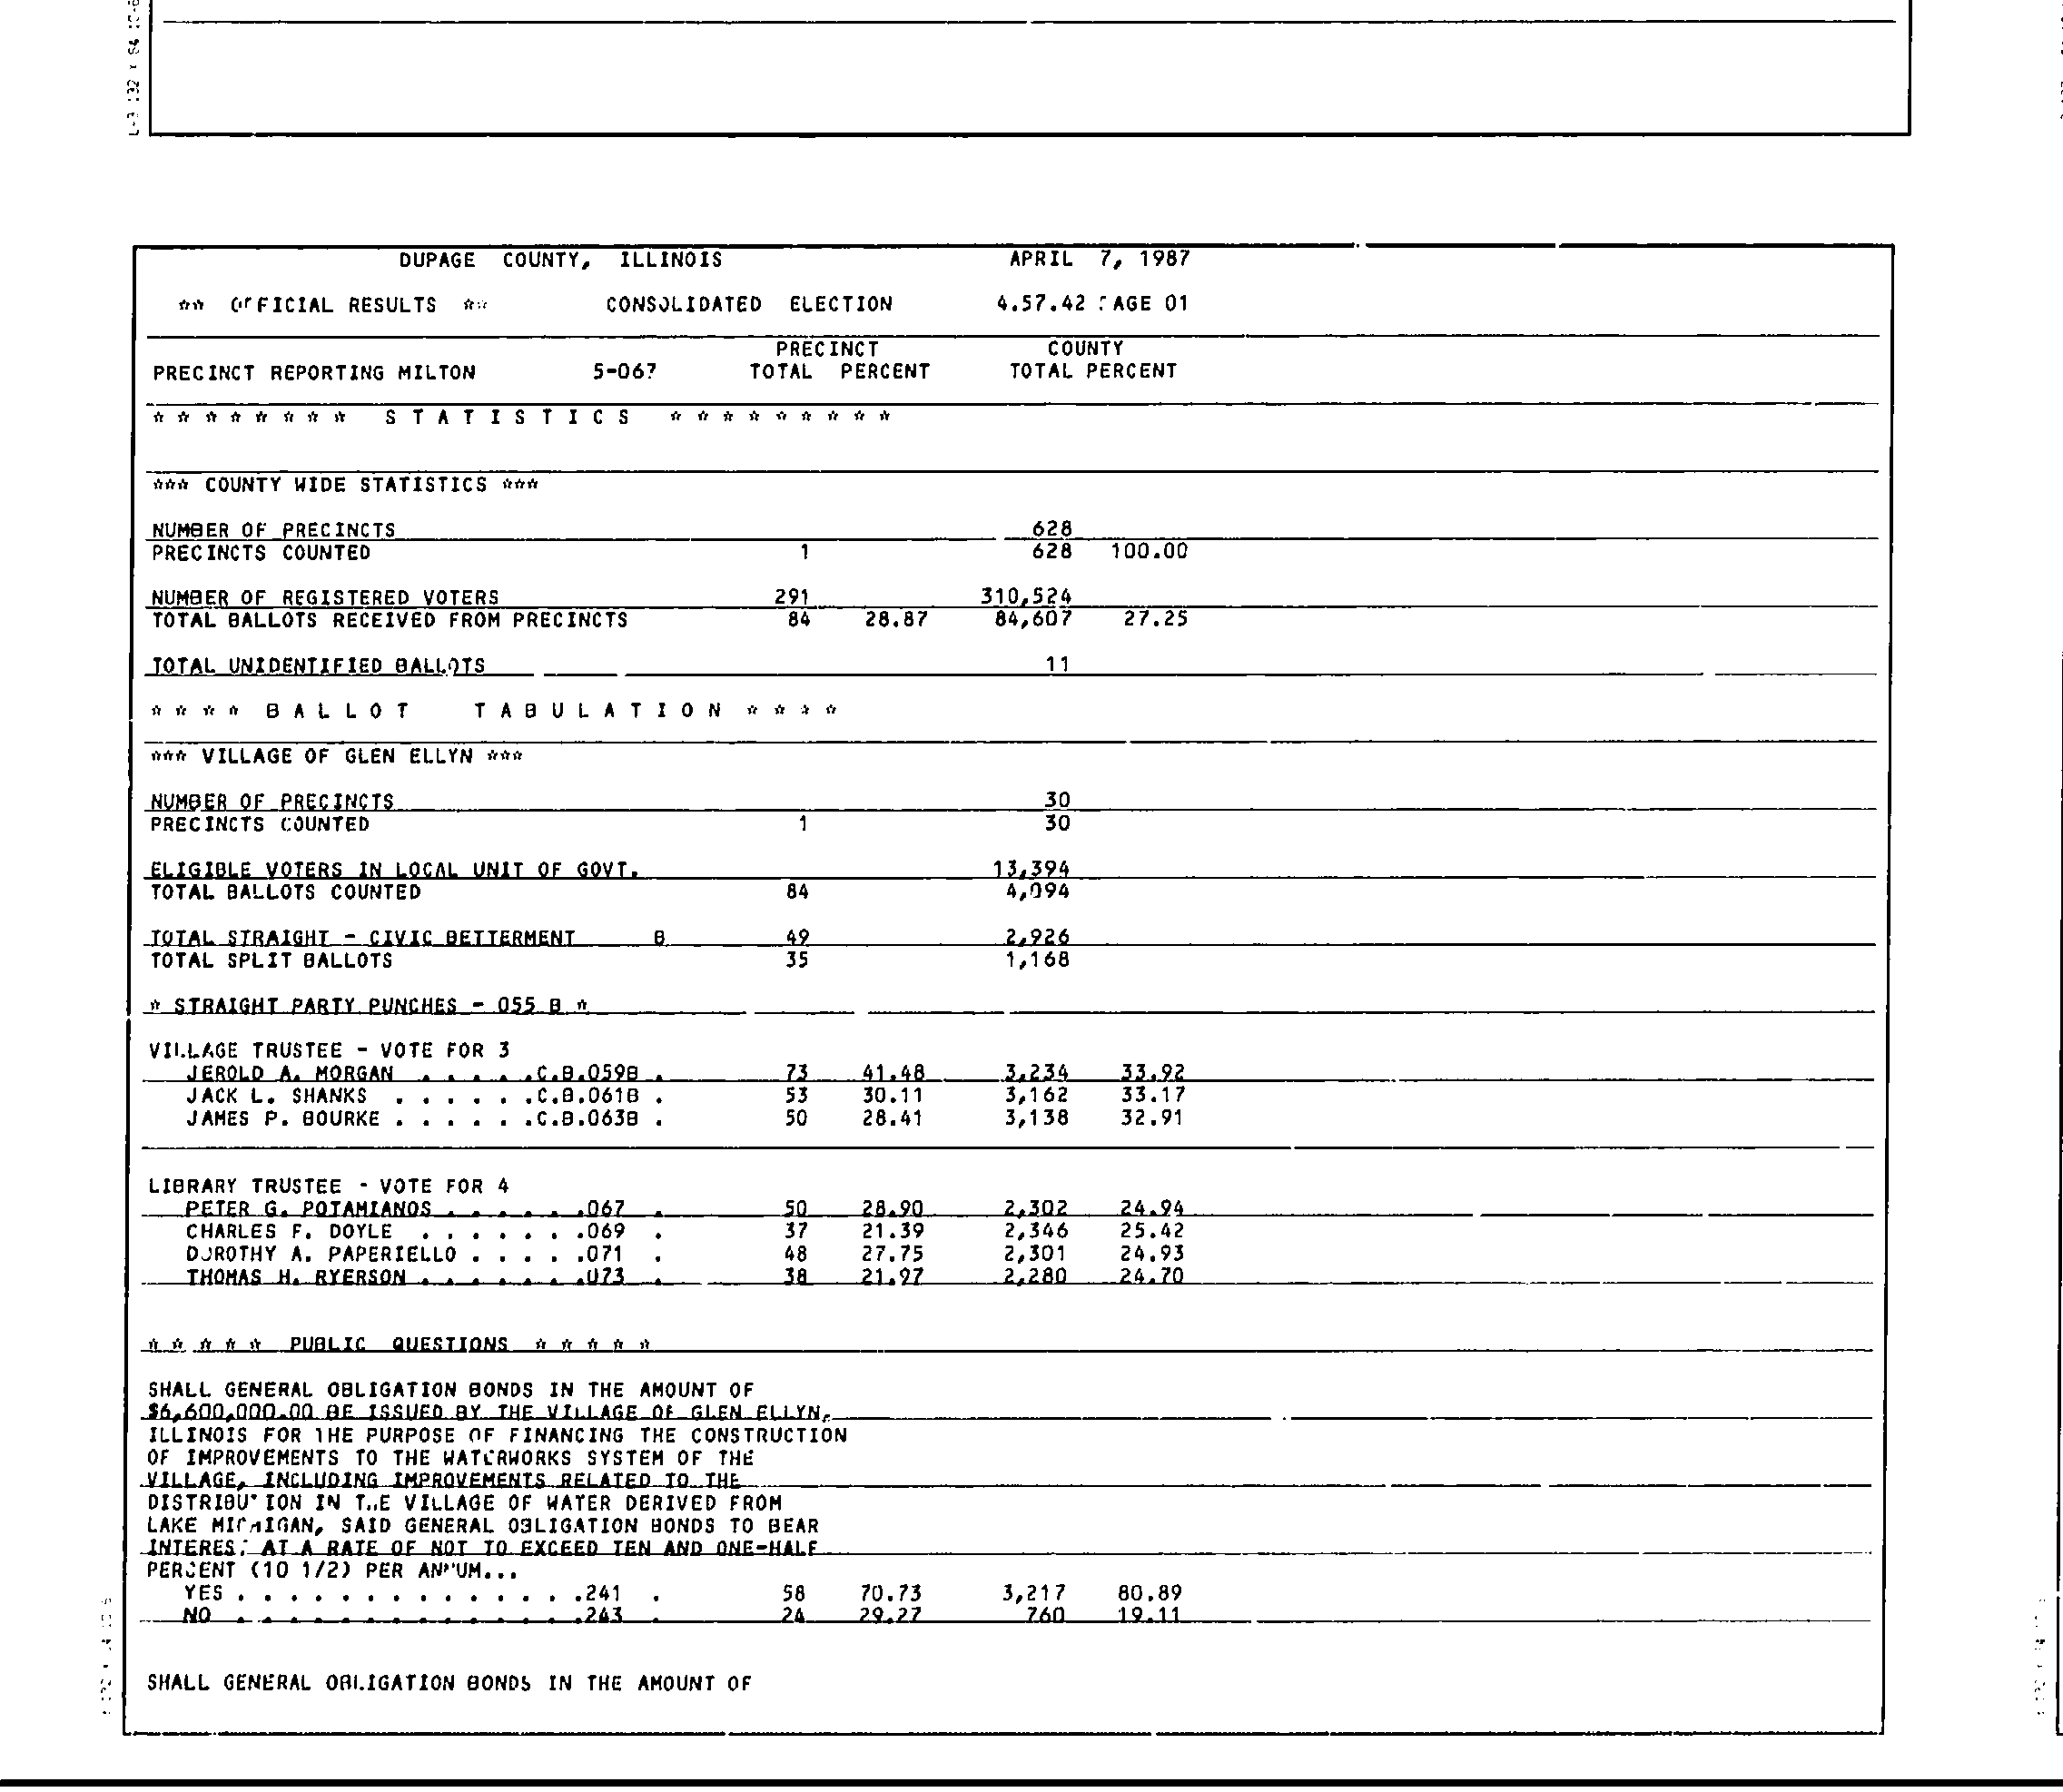 DUPAGE COUNTY, ILLINOIS APRIL 7, 1987
** OFFICIAL RESULTS ** CONSOLIDATED ELECTION 4.57.42 PAGE 01
PRECINCT COUNTY
PRECINCT REPORTING MILTON 5-067 TOTAL PERCENT TOTAL PERCENT
* * * * * * * * S T A T I S T I C S * * * * * * * * *
*** COUNTY WIDE STATISTICS ***
NUMBER OF PRECINCTS 628
PRECINCTS COUNTED 1 628 100.00
NUMBER OF REGISTERED VOTERS 291 310,524
TOTAL BALLOTS RECEIVED FROM PRECINCTS 84 28.87 84,607 27.25
TOTAL UNIDENTIFIED BALLOTS 11
* * * * B A L L O T T A B U L A T I O N * * * *
*** VILLAGE OF GLEN ELLYN ***
NUMBER OF PRECINCTS 30
PRECINCTS COUNTED 1 30
ELIGIBLE VOTERS IN LOCAL UNIT OF GOVT. 13,394
TOTAL BALLOTS COUNTED 84 4,094
TOTAL STRAIGHT - CIVIC BETTERMENT B 49 2,926
TOTAL SPLIT BALLOTS 35 1,168
* STRAIGHT PARTY PUNCHES - 055 B *
VILLAGE TRUSTEE - VOTE FOR 3
JEROLD A. MORGAN . . . . .C.B.059B . 73 41.48 3,234 33.92
JACK L. SHANKS . . . . . .C.B.061B . 53 30.11 3,162 33.17
JAMES P. BOURKE . . . . . .C.B.063B . 50 28.41 3,138 32.91
LIBRARY TRUSTEE - VOTE FOR 4
PETER G. POTAMIANOS . . . . . .067 . 50 28.90 2,302 24.94
CHARLES F. DOYLE . . . . . . .069 . 37 21.39 2,346 25.42
DOROTHY A. PAPERIELLO . . . . .071 . 48 27.75 2,301 24.93
THOMAS H. RYERSON . . . . . . .073 . 38 21.97 2,280 24.70
* * * * * PUBLIC QUESTIONS * * * * *
SHALL GENERAL OBLIGATION BONDS IN THE AMOUNT OF
$6,600,000.00 BE ISSUED BY THE VILLAGE OF GLEN ELLYN,
ILLINOIS FOR THE PURPOSE OF FINANCING THE CONSTRUCTION
OF IMPROVEMENTS TO THE WATERWORKS SYSTEM OF THE
VILLAGE, INCLUDING IMPROVEMENTS RELATED TO THE
DISTRIBUTION IN THE VILLAGE OF WATER DERIVED FROM
LAKE MICHIGAN, SAID GENERAL OBLIGATION BONDS TO BEAR
INTEREST AT A RATE OF NOT TO EXCEED TEN AND ONE-HALF
PERCENT (10 1/2) PER ANNUM...
YES . . . . . . . . . . . . . .241 . 58 70.73 3,217 80.89
NO . . . . . . . . . . . . . .243 . 24 29.27 760 19.11
SHALL GENERAL OBLIGATION BONDS IN THE AMOUNT OF